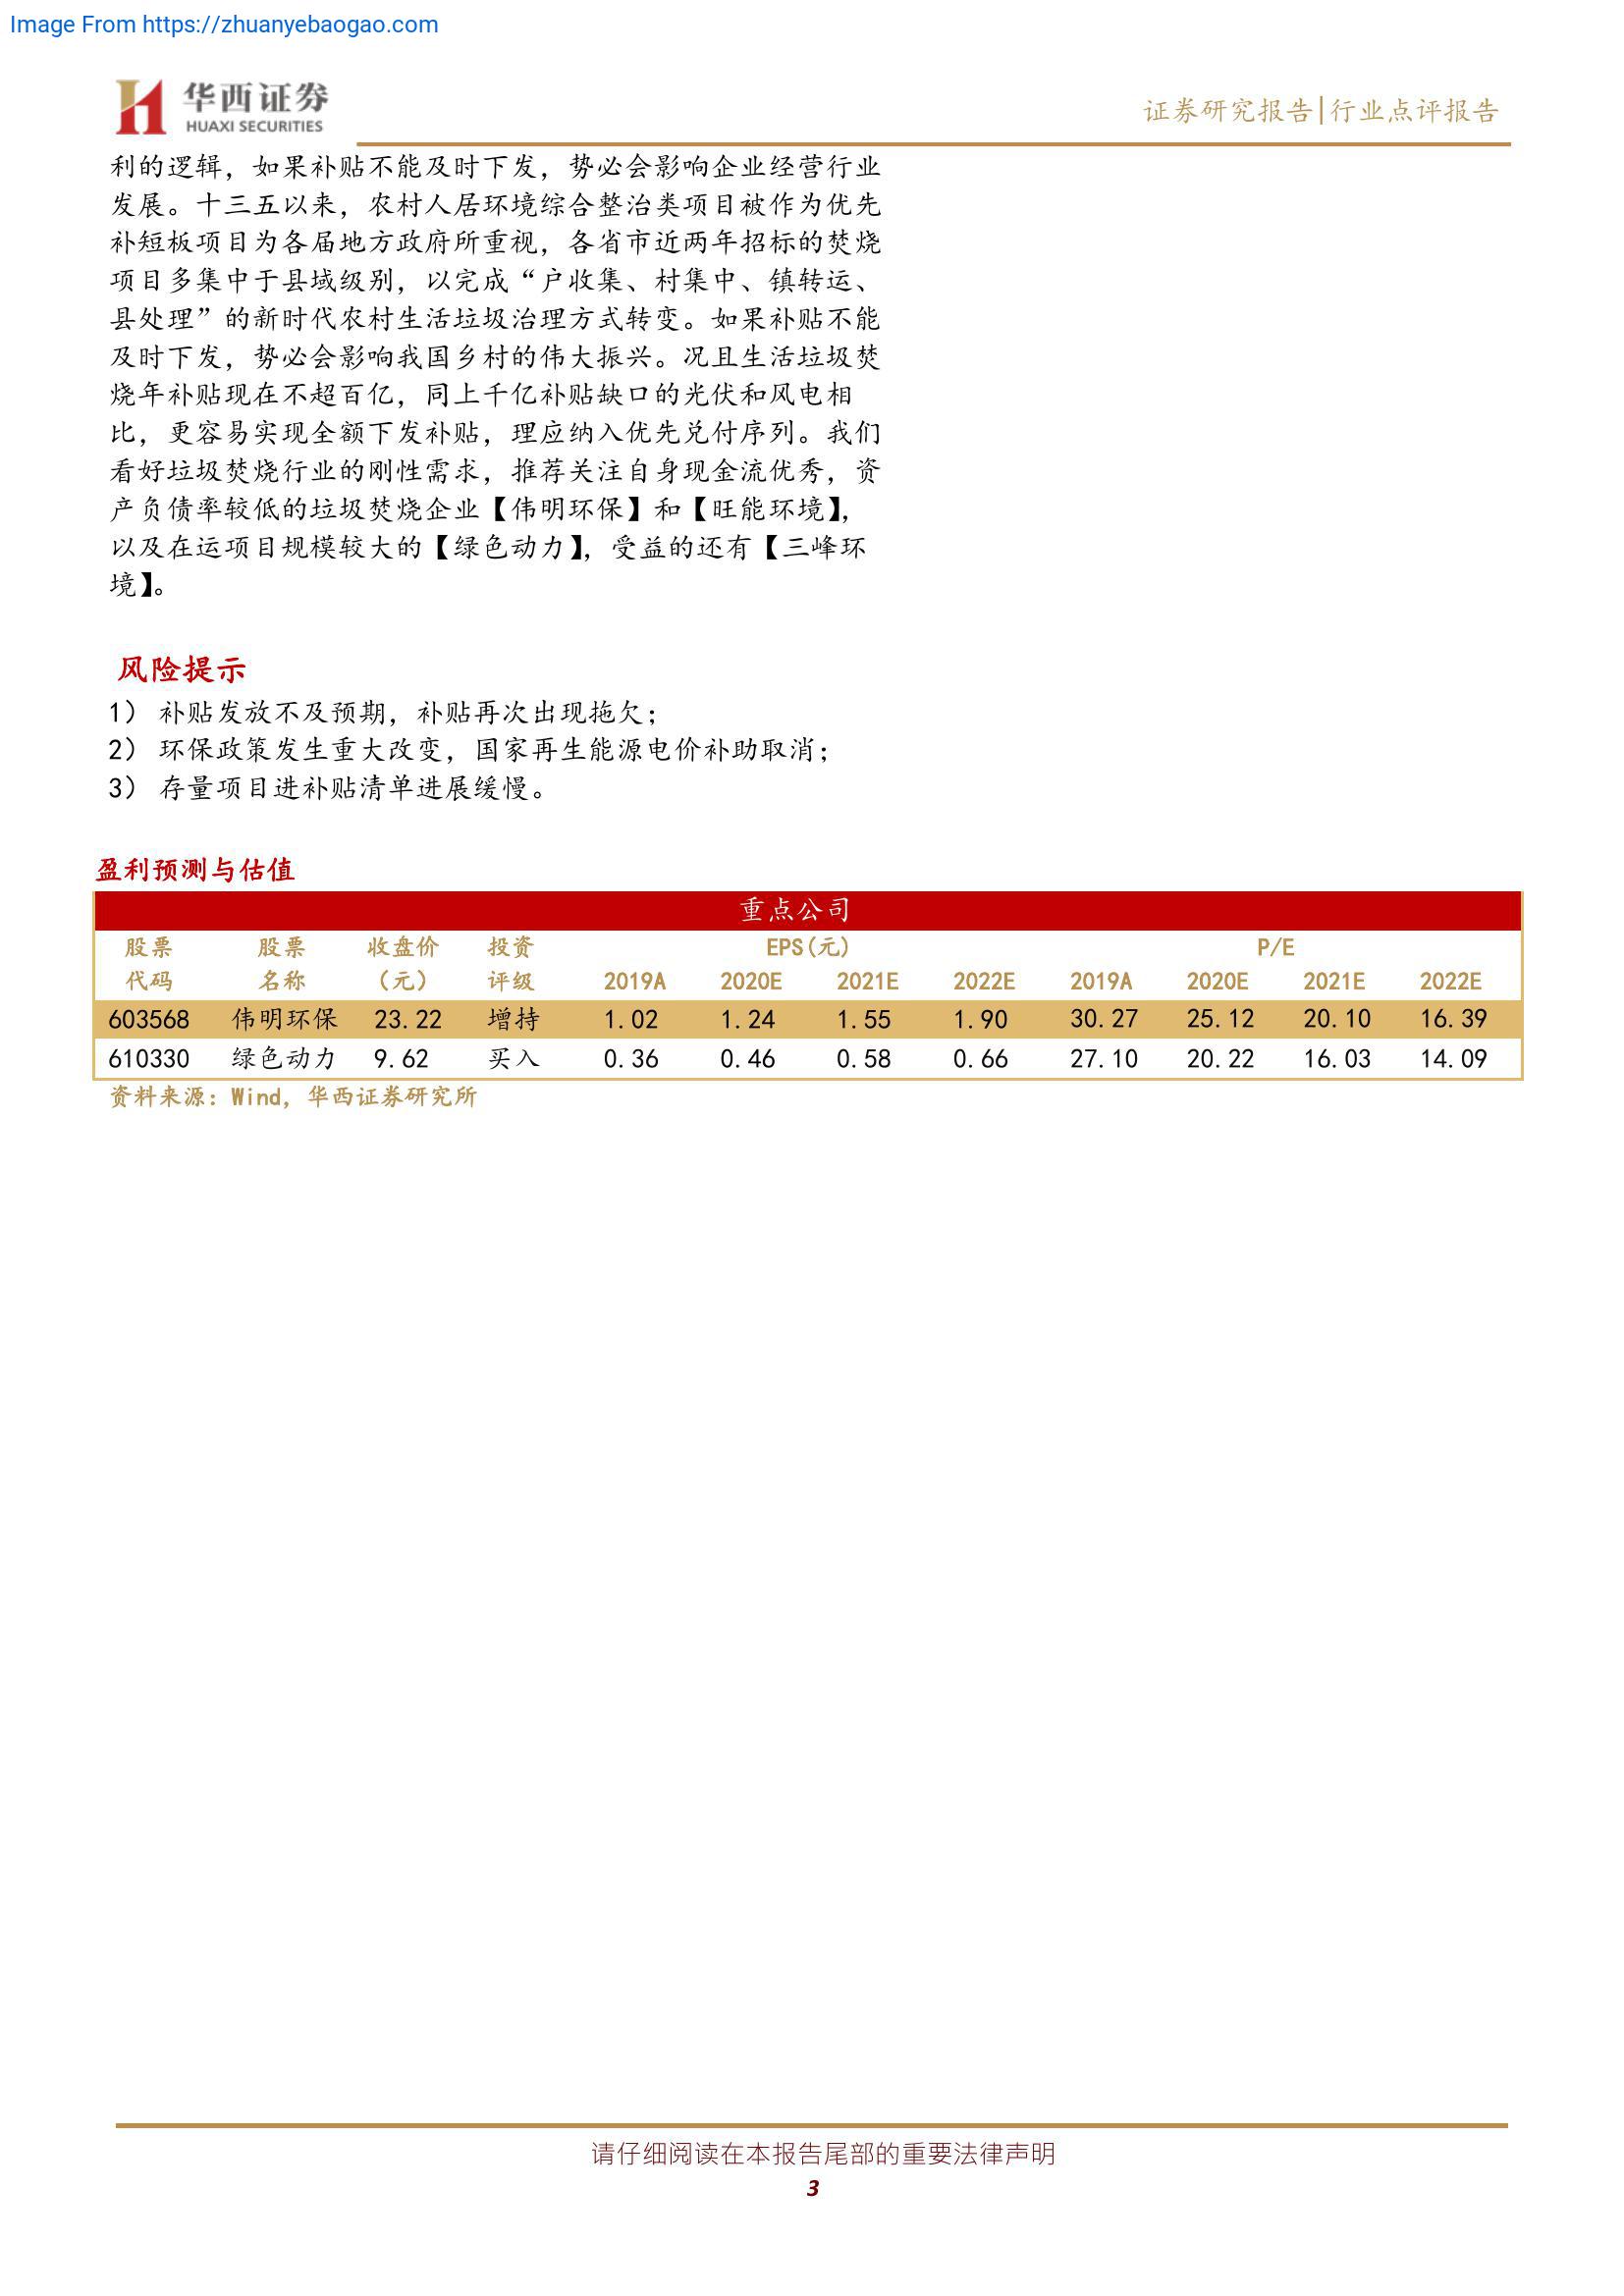 Image From https://zhuanyebaogao.com
华西证券
HUAXI SECURITIES
证券研究报告|行业点评报告
利的逻辑，如果补贴不能及时下发，势必会影响企业经营行业
发展。十三五以来，农村人居环境综合整治类项目被作为优先
补短板项目为各届地方政府所重视，各省市近两年招标的焚烧
项目多集中于县域级别，以完成“户收集、村集中、镇转运、
县处理”的新时代农村生活垃圾治理方式转变。如果补贴不能
及时下发，势必会影响我国乡村的伟大振兴。况且生活垃圾焚
烧年补贴现在不超百亿，同上千亿补贴缺口的光伏和风电相
比，更容易实现全额下发补贴，理应纳入优先兑付序列。我们
看好垃圾焚烧行业的刚性需求，推荐关注自身现金流优秀，资
产负债率较低的垃圾焚烧企业【伟明环保】和【旺能环境】，
以及在运项目规模较大的【绿色动力】，受益的还有【三峰环
境】。
风险提示
1） 补贴发放不及预期，补贴再次出现拖欠；
2） 环保政策发生重大改变，国家再生能源电价补助取消；
3） 存量项目进补贴清单进展缓慢。
盈利预测与估值
重点公司
股票 股票 收盘价 投资 EPS(元) P/E
代码 名称 （元） 评级 2019A 2020E 2021E 2022E 2019A 2020E 2021E 2022E
603568 伟明环保 23.22 增持 1.02 1.24 1.55 1.90 30.27 25.12 20.10 16.39
610330 绿色动力 9.62 买入 0.36 0.46 0.58 0.66 27.10 20.22 16.03 14.09
资料来源：Wind，华西证券研究所
请仔细阅读在本报告尾部的重要法律声明
3